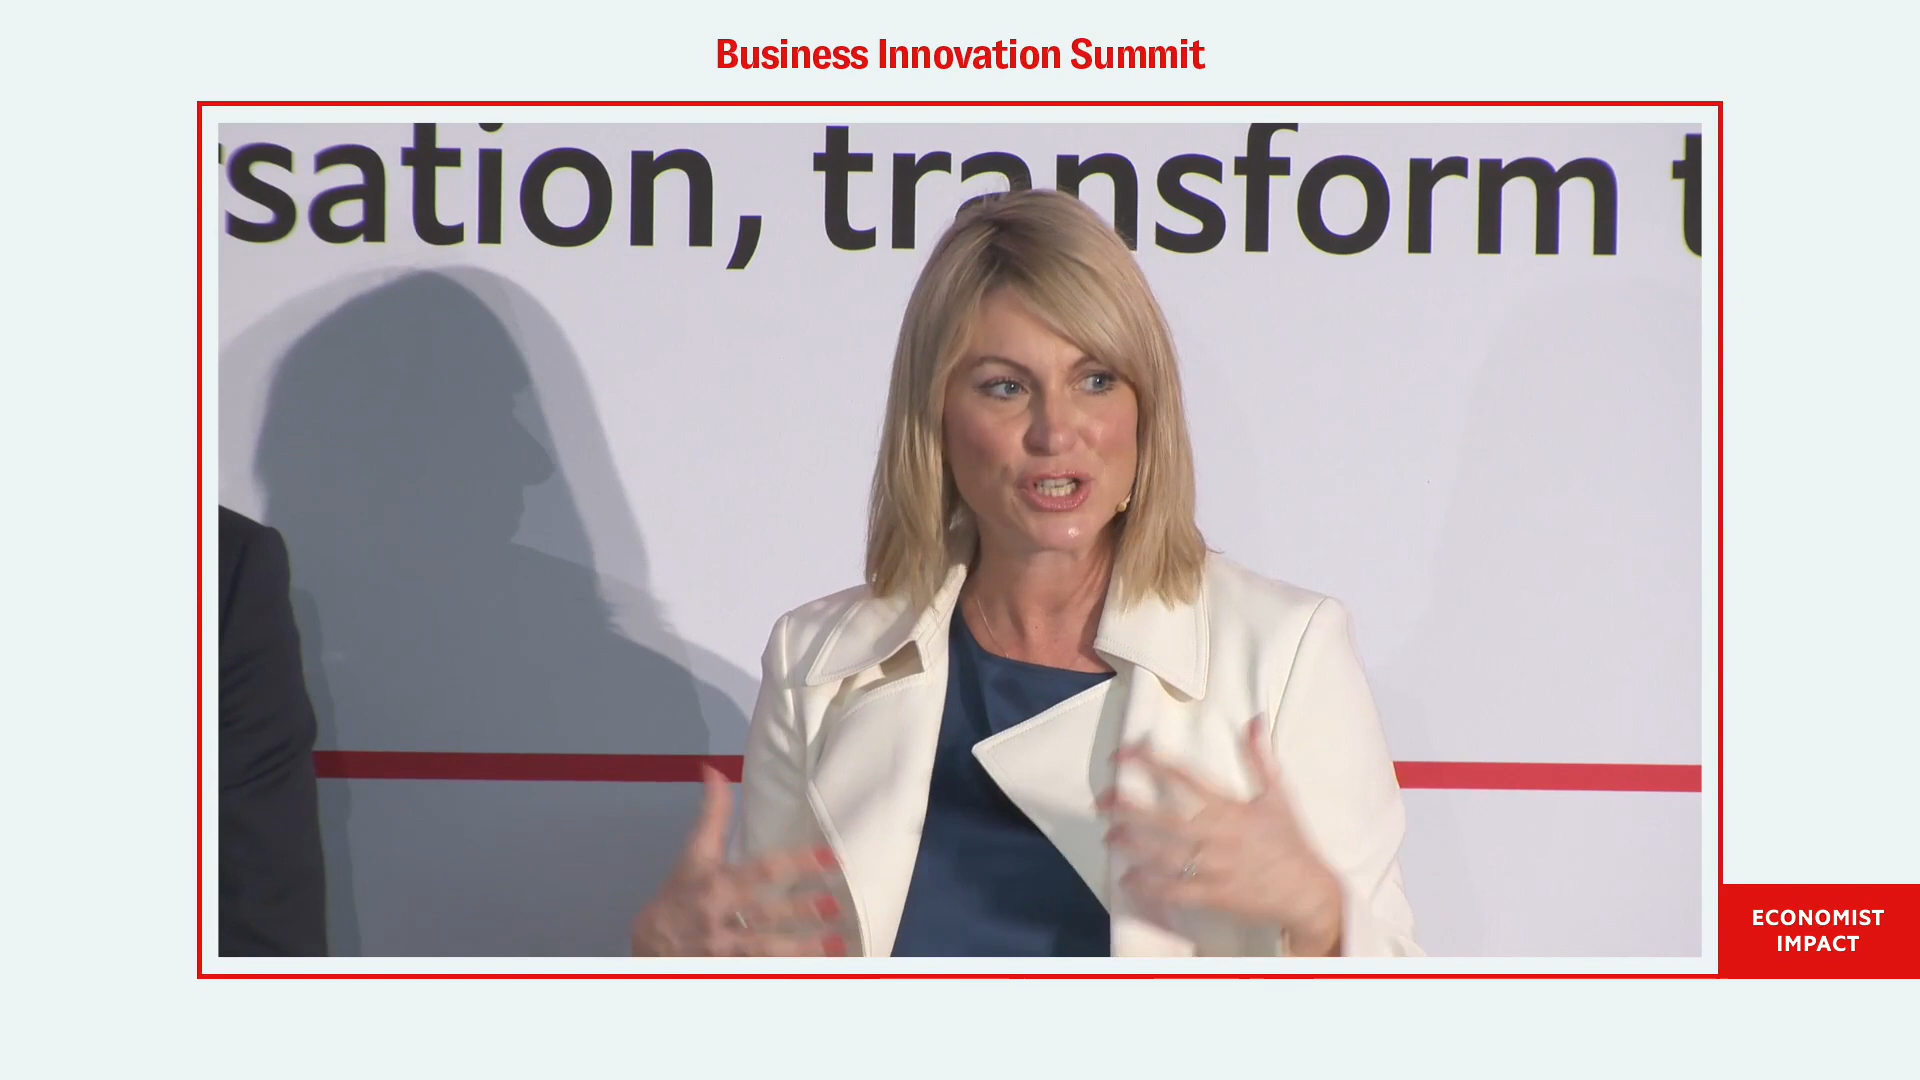 Business Innovation Summit
sation, transform t
ECONOMIST
IMPACT